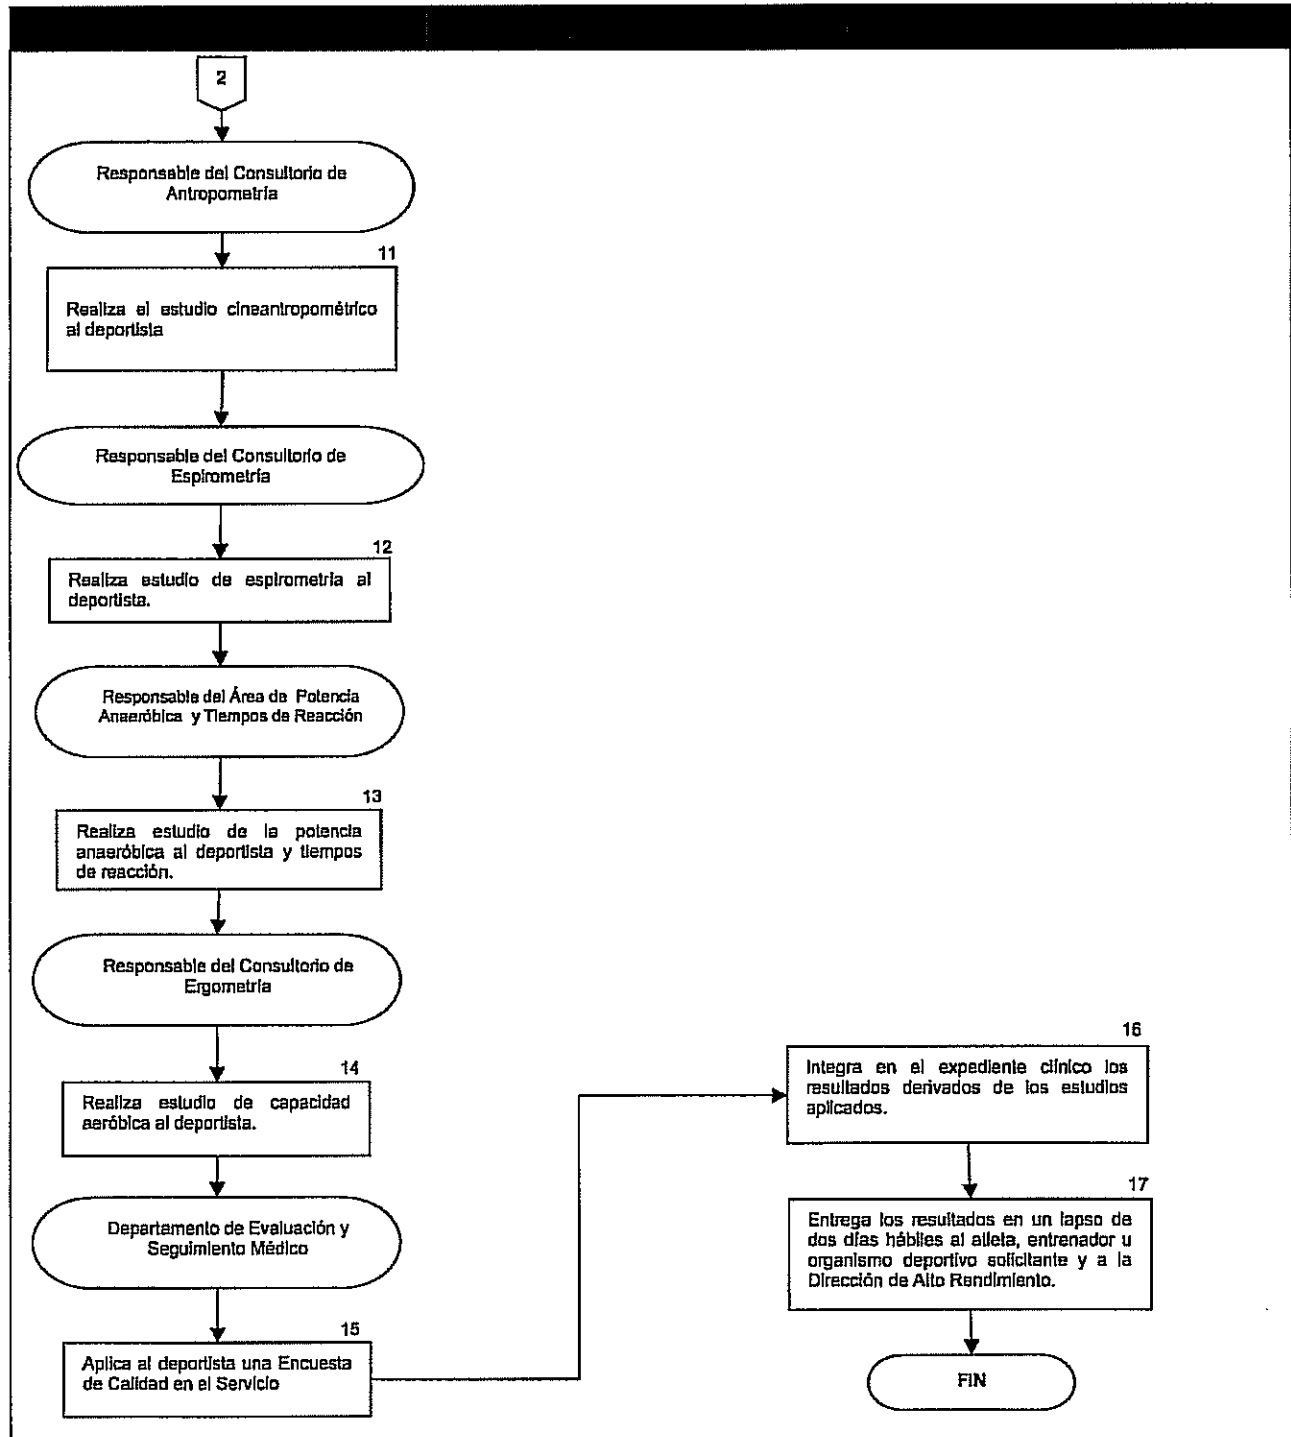 2
Responsable del Consultorio de
Antropometría
11
Realiza el estudio cineantropométrico
al deportista
Responsable del Consultorio de
Espirometría
12
Realiza estudio de espirometría al
deportista.
Responsable del Área de Potencia
Anaeróbica y Tiempos de Reacción
13
Realiza estudio de la potencia
anaeróbica al deportista y tiempos
de reacción.
Responsable del Consultorio de
Ergometría
14
Realiza estudio de capacidad
aeróbica al deportista.
Departamento de Evaluación y
Seguimiento Médico
15
Aplica al deportista una Encuesta
de Calidad en el Servicio
16
Integra en el expediente clínico los
resultados derivados de los estudios
aplicados.
17
Entrega los resultados en un lapso de
dos días hábiles al atleta, entrenador u
organismo deportivo solicitante y a la
Dirección de Alto Rendimiento.
FIN